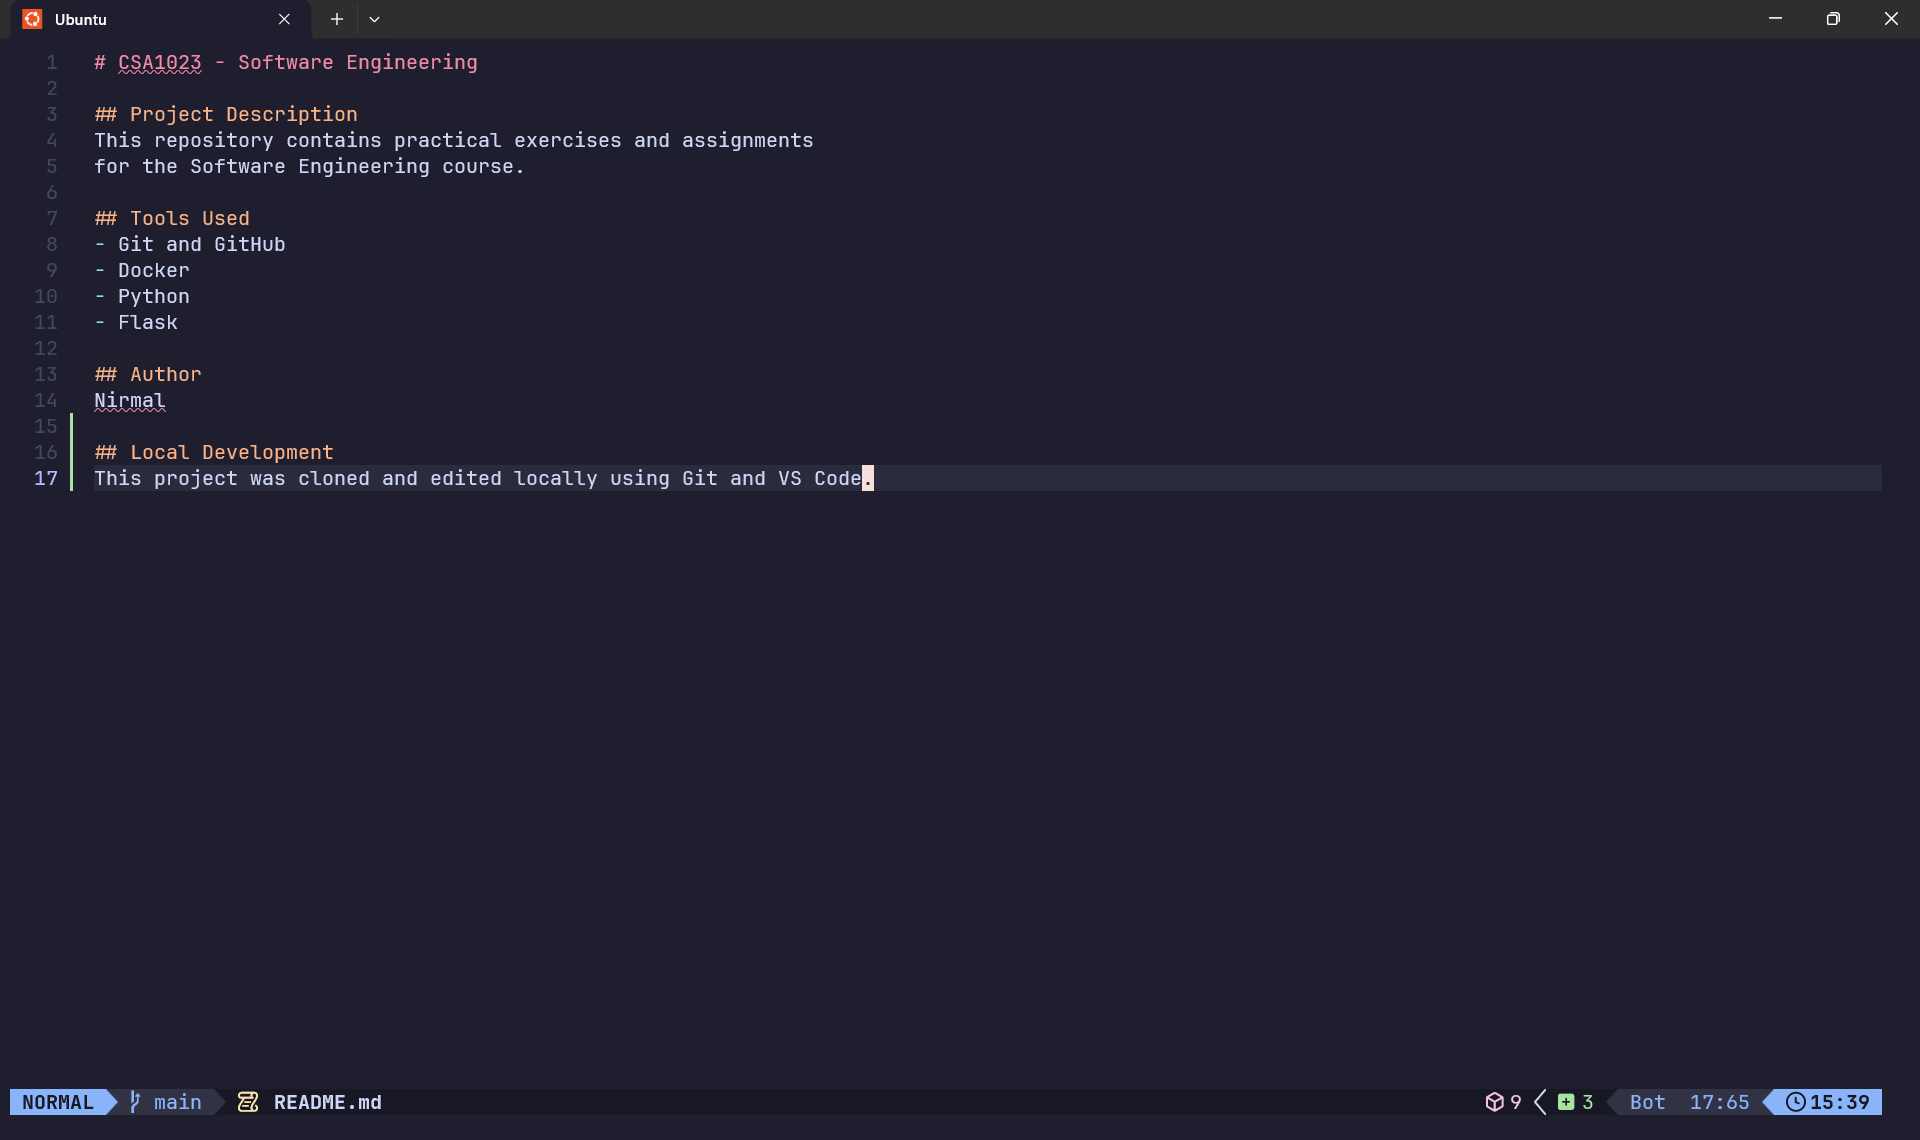 Ubuntu
1 # CSA1023 - Software Engineering
2
3 ## Project Description
4 This repository contains practical exercises and assignments
5 for the Software Engineering course.
6
7 ## Tools Used
8 - Git and GitHub
9 - Docker
10 - Python
11 - Flask
12
13 ## Author
14 Nirmal
15
16 ## Local Development
17 This project was cloned and edited locally using Git and VS Code.
NORMAL main README.md 9 3 Bot 17:65 15:39